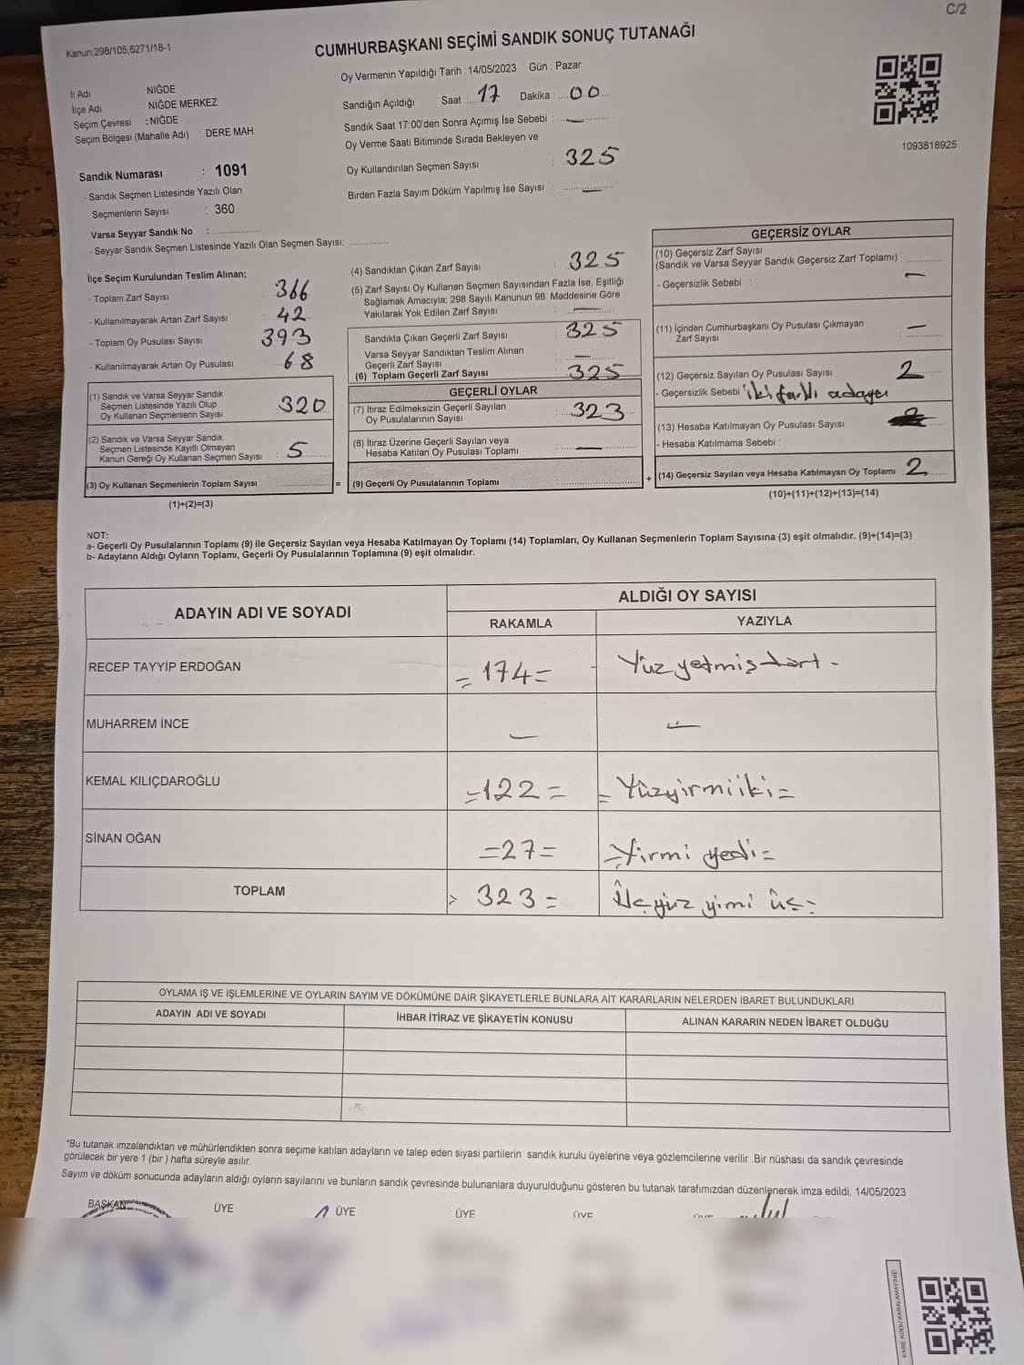 C/2
Kanun:298/105,6271/18-1
CUMHURBAŞKANI SEÇİMİ SANDIK SONUÇ TUTANAĞI
Oy Vermenin Yapıldığı Tarih :14/05/2023 Gün : Pazar
İl Adı NİĞDE
İlçe Adı NİĞDE MERKEZ
Seçim Çevresi :NİĞDE
Seçim Bölgesi (Mahalle Adı) : DERE MAH
Sandığın Açıldığı Saat 17 Dakika : 00
Sandık Saat 17:00'den Sonra Açımış İse Sebebi : —
Oy Verme Saati Bitiminde Sırada Bekleyen ve
Oy Kullandırılan Seçmen Sayısı : 325
Birden Fazla Sayım Döküm Yapılmış İse Sayısı : —
1093818925
Sandık Numarası : 1091
- Sandık Seçmen Listesinde Yazılı Olan
Seçmenlerin Sayısı : 360
Varsa Seyyar Sandık No :
- Seyyar Sandık Seçmen Listesinde Yazılı Olan Seçmen Sayısı:
İlçe Seçim Kurulundan Teslim Alınan;
- Toplam Zarf Sayısı 366
- Kullanılmayarak Artan Zarf Sayısı : 42
- Toplam Oy Pusulası Sayısı 393
- Kullanılmayarak Artan Oy Pusulası : 68
(1) Sandık ve Varsa Seyyar Sandık
Seçmen Listesinde Yazılı Olup
Oy Kullanan Seçmenlerin Sayısı : 320
(2) Sandık ve Varsa Seyyar Sandık
Seçmen Listesinde Kayıtlı Olmayan
Kanun Gereği Oy Kullanan Seçmen Sayısı : 5
(3) Oy Kullanan Seçmenlerin Toplam Sayısı
(1)+(2)=(3)
(4) Sandıktan Çıkan Zarf Sayısı : 325
(5) Zarf Sayısı Oy Kullanan Seçmen Sayısından Fazla İse, Eşitliği
Sağlamak Amacıyla; 298 Sayılı Kanunun 98. Maddesine Göre
Yakılarak Yok Edilen Zarf Sayısı : —
Sandıkta Çıkan Geçerli Zarf Sayısı : 325
Varsa Seyyar Sandıktan Teslim Alınan
Geçerli Zarf Sayısı : —
(6) Toplam Geçerli Zarf Sayısı : 325
GEÇERLİ OYLAR
(7) İtiraz Edilmeksizin Geçerli Sayılan
Oy Pusulasının Sayısı : 323
(8) İtiraz Üzerine Geçerli Sayılan veya
Hesaba Katılan Oy Pusulası Toplamı : —
= (9) Geçerli Oy Pusulalarının Toplamı
GEÇERSİZ OYLAR
(10) Geçersiz Zarf Sayısı
(Sandık ve Varsa Seyyar Sandık Geçersiz Zarf Toplamı) :
- Geçersizlik Sebebi : —
(11) İçinden Cumhurbaşkanı Oy Pusulası Çıkmayan
Zarf Sayısı : —
(12) Geçersiz Sayılan Oy Pusulası Sayısı : 2
- Geçersizlik Sebebi : iki farklı adaya
(13) Hesaba Katılmayan Oy Pusulası Sayısı :
- Hesaba Katılmama Sebebi :
+ (14) Geçersiz Sayılan veya Hesaba Katılmayan Oy Toplamı : 2
(10)+(11)+(12)+(13)=(14)
NOT:
a- Geçerli Oy Pusulalarının Toplamı (9) ile Geçersiz Sayılan veya Hesaba Katılmayan Oy Toplamı (14) Toplamları, Oy Kullanan Seçmenlerin Toplam Sayısına (3) eşit olmalıdır. (9)+(14)=(3)
b- Adayların Aldığı Oyların Toplamı, Geçerli Oy Pusulalarının Toplamına (9) eşit olmalıdır.
ADAYIN ADI VE SOYADI
ALDIĞI OY SAYISI
RAKAMLA YAZIYLA
RECEP TAYYİP ERDOĞAN =174= - Yüz yetmiş dört -
MUHARREM İNCE — —
KEMAL KILIÇDAROĞLU =122= = Yüzyirmiiki =
SİNAN OĞAN =27= =Yirmi yedi=
TOPLAM = 323 = Üçyüz yimi üç=
OYLAMA İŞ VE İŞLEMLERİNE VE OYLARIN SAYIM VE DÖKÜMÜNE DAİR ŞİKAYETLERLE BUNLARA AİT KARARLARIN NELERDEN İBARET BULUNDUKLARI
ADAYIN ADI VE SOYADI İHBAR İTİRAZ VE ŞİKAYETİN KONUSU ALINAN KARARIN NEDEN İBARET OLDUĞU
*Bu tutanak imzalandıktan ve mühürlendikten sonra seçime katılan adayların ve talep eden siyasi partilerin sandık kurulu üyelerine veya gözlemcilerine verilir .Bir nüshası da sandık çevresinde
görülecek bir yere 1 (bir ) hafta süreyle asılır.
Sayım ve döküm sonucunda adayların aldığı oyların sayılarını ve bunların sandık çevresinde bulunanlara duyurulduğunu gösteren bu tutanak tarafımızdan düzenlenerek imza edildi. 14/05/2023
BAŞKAN ÜYE ÜYE ÜYE ÜYE